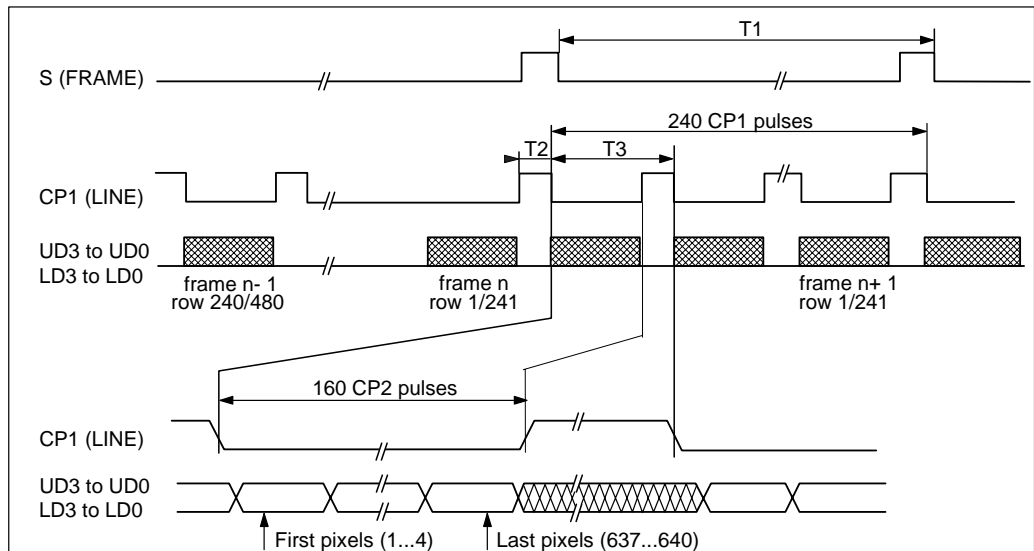 T1
S (FRAME)
240 CP1 pulses
T2 T3
CP1 (LINE)
UD3 to UD0
LD3 to LD0
frame n- 1
row 240/480
frame n
row 1/241
frame n+ 1
row 1/241
160 CP2 pulses
CP1 (LINE)
UD3 to UD0
LD3 to LD0
First pixels (1...4)
Last pixels (637...640)